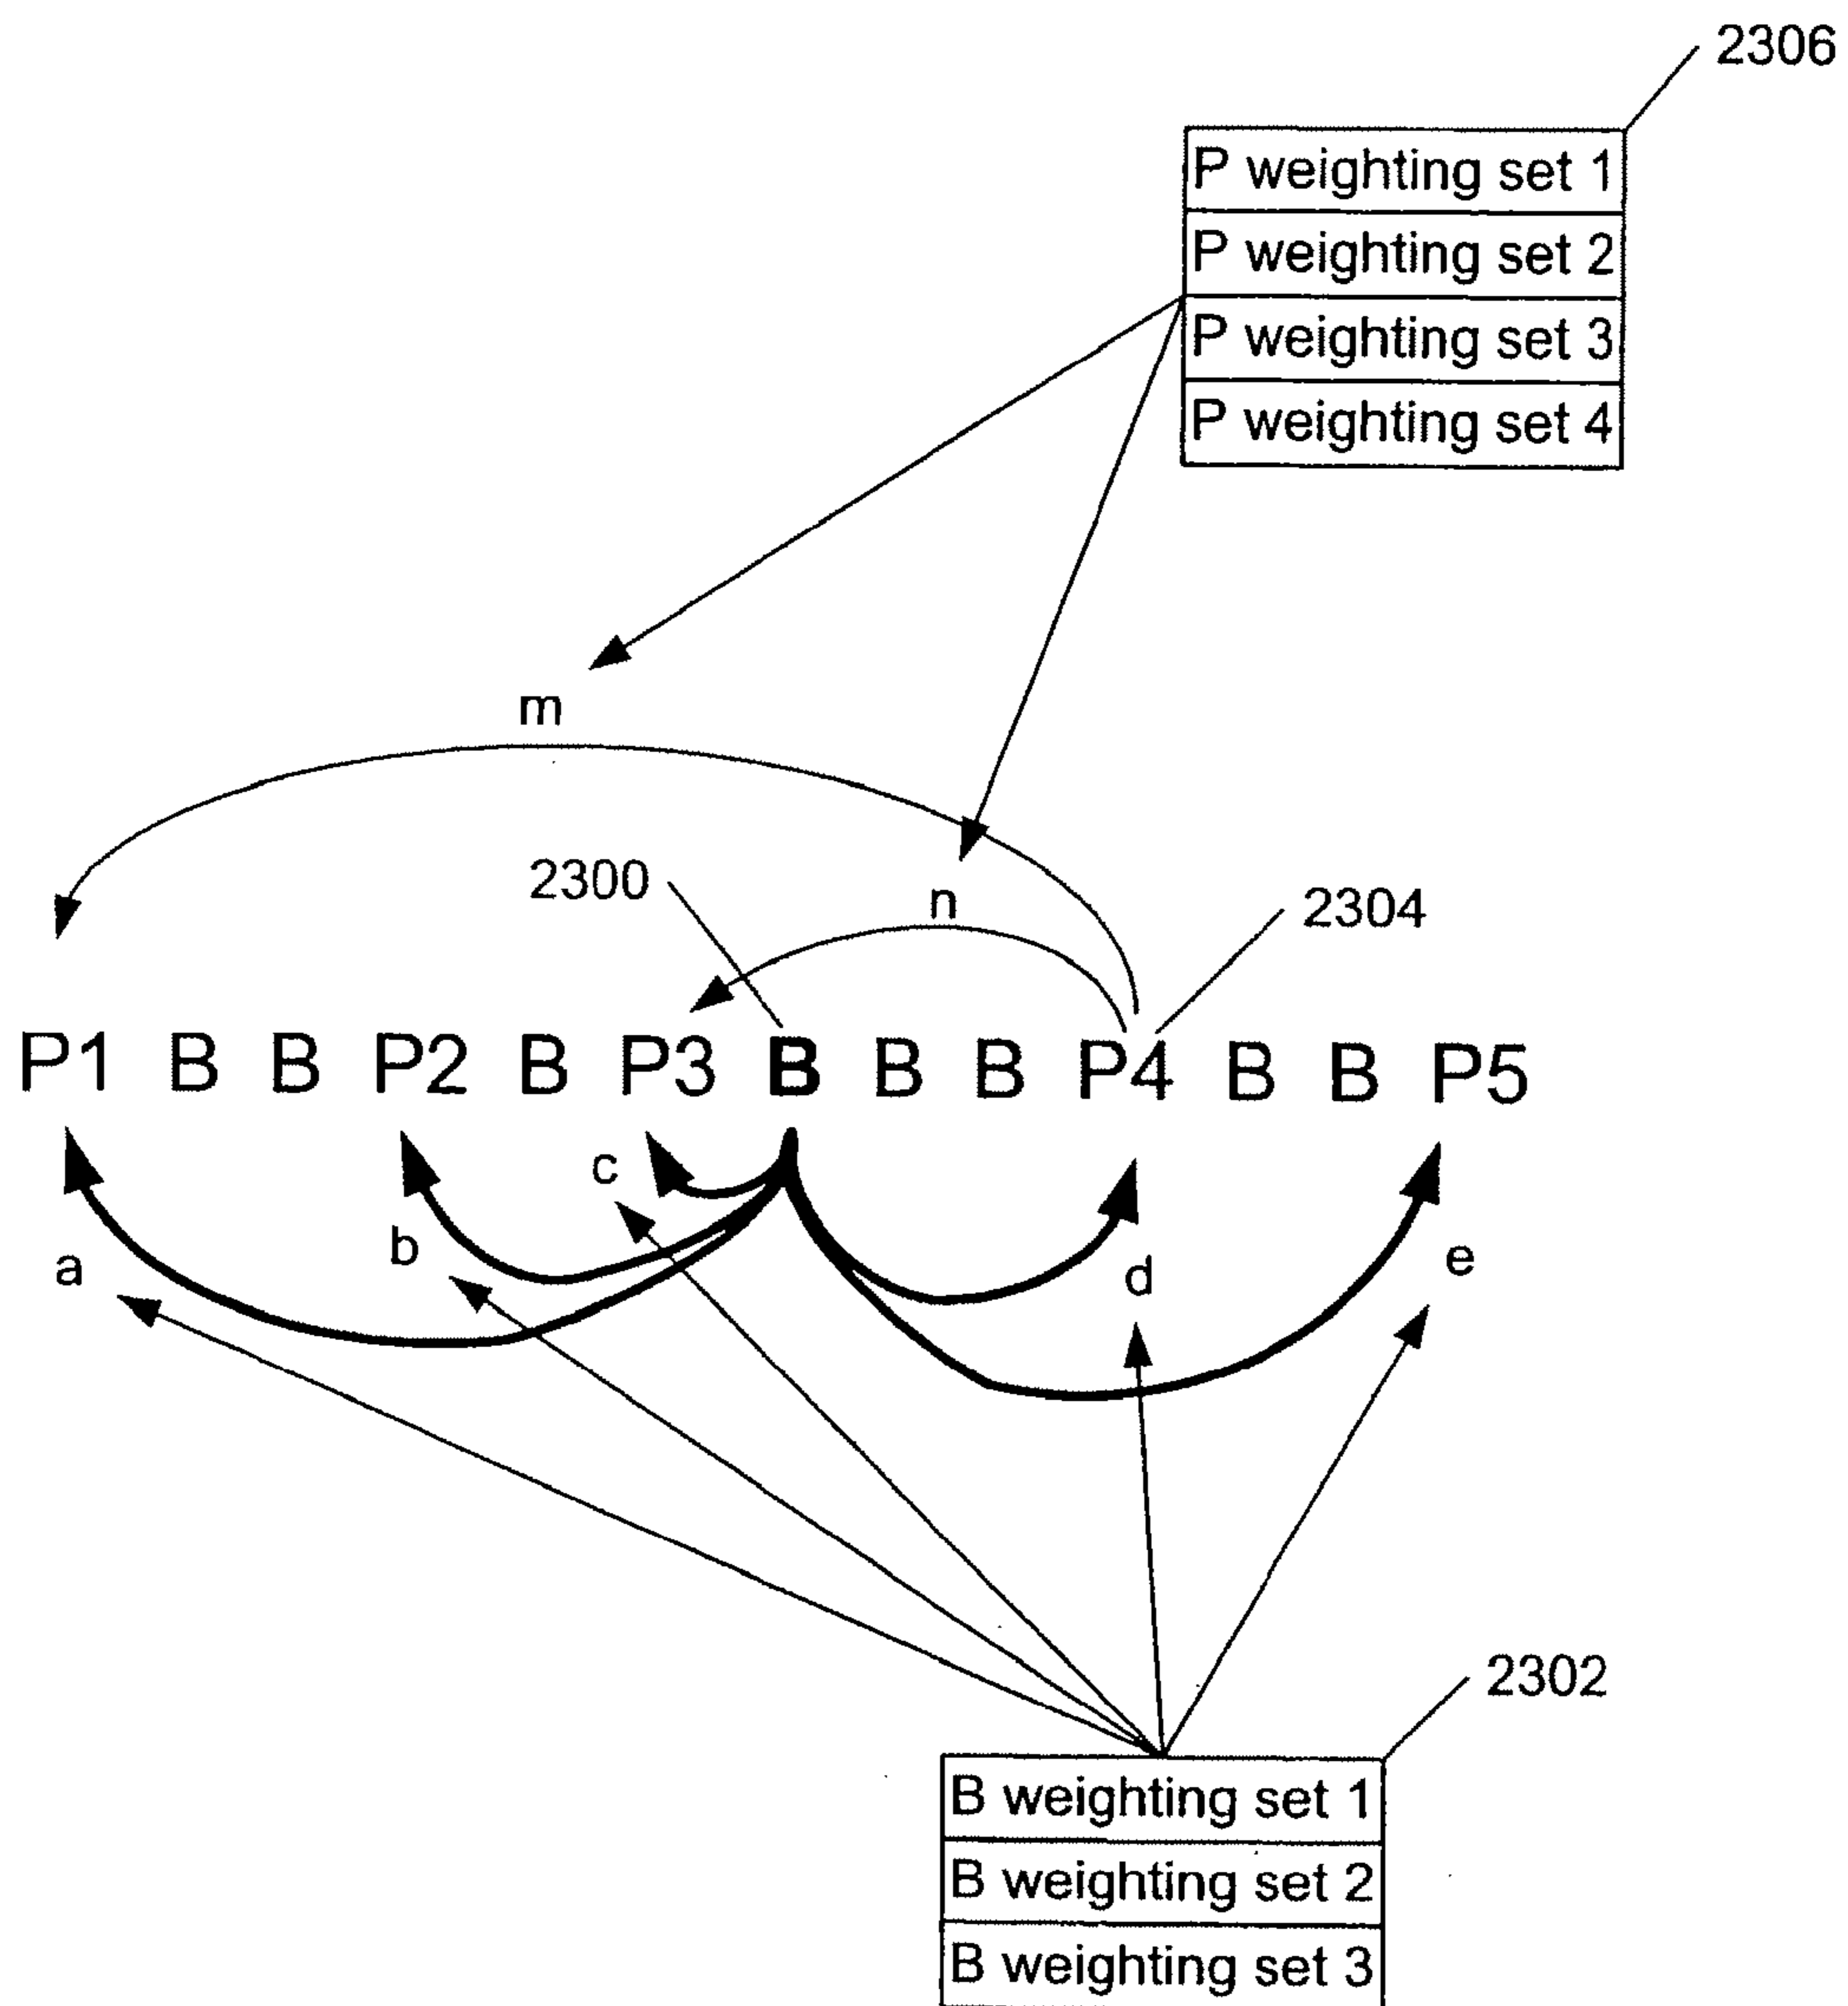 2306
P weighting set 1
P weighting set 2
P weighting set 3
P weighting set 4
m
2300
n
2304
P1 B B P2 B P3 B B B P4 B B P5
c
b
a
d
e
2302
B weighting set 1
B weighting set 2
B weighting set 3